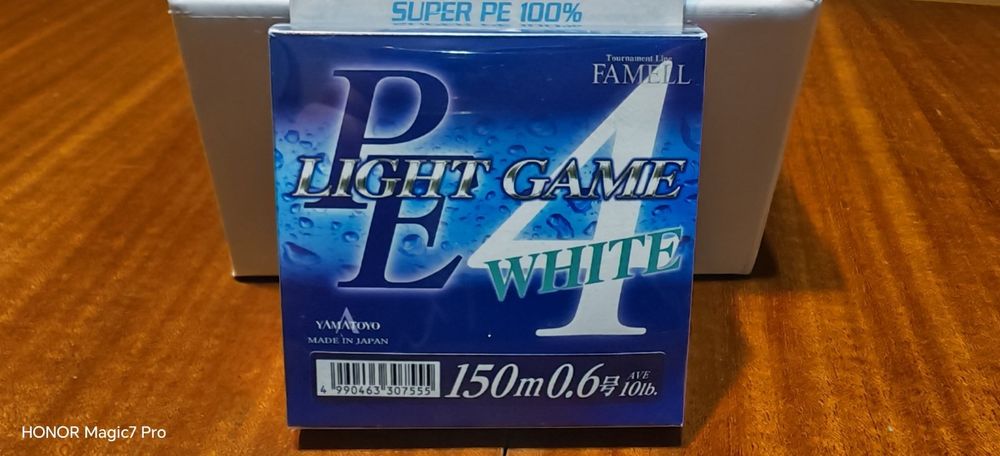 SUPER PE 100%
Tournament Line
FAMELL
PE
4
LIGHT GAME
WHITE
YAMATOYO
MADE IN JAPAN
4 990463 307555
150m 0.6号 AVE 10lb.
HONOR Magic7 Pro